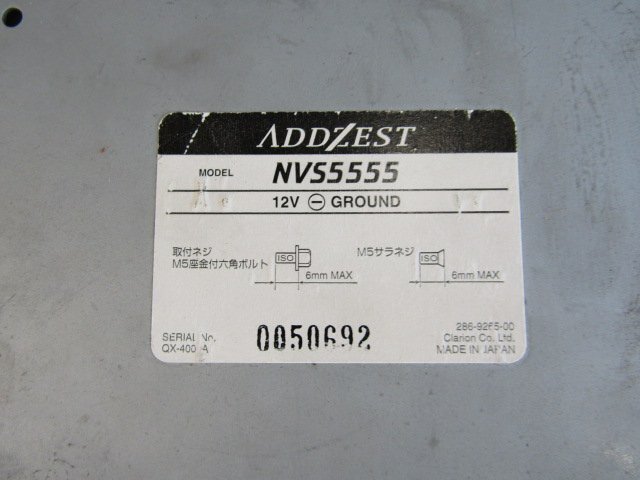 ADDZEST
MODEL NVS5555
12V ⊖ GROUND
取付ネジ
M5座金付六角ボルト
ISO
6mm MAX
M5サラネジ
ISO
6mm MAX
SERIAL No.
QX-400 A
0050692
286-9265-00
Clarion Co. Ltd.
MADE IN JAPAN